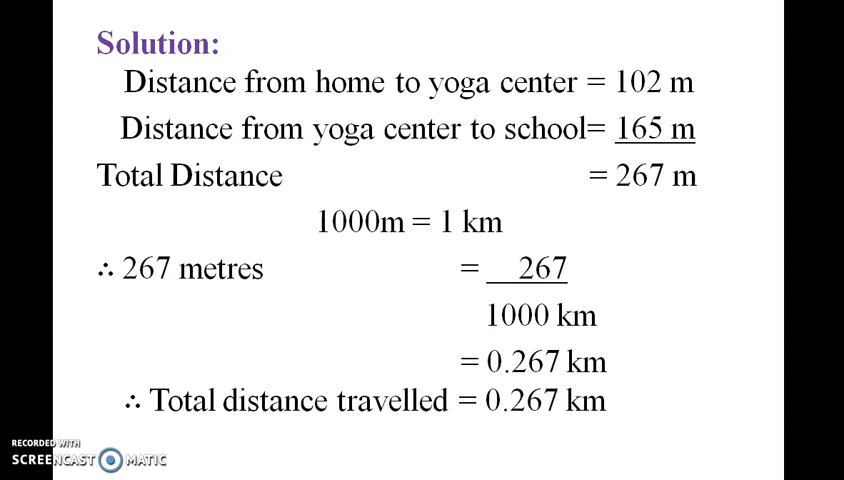 Solution:
Distance from home to yoga center = 102 m
Distance from yoga center to school= 165 m
Total Distance = 267 m
1000m = 1 km
∴ 267 metres = 267
1000 km
= 0.267 km
∴ Total distance travelled = 0.267 km
RECORDED WITH
SCREENCAST MATIC